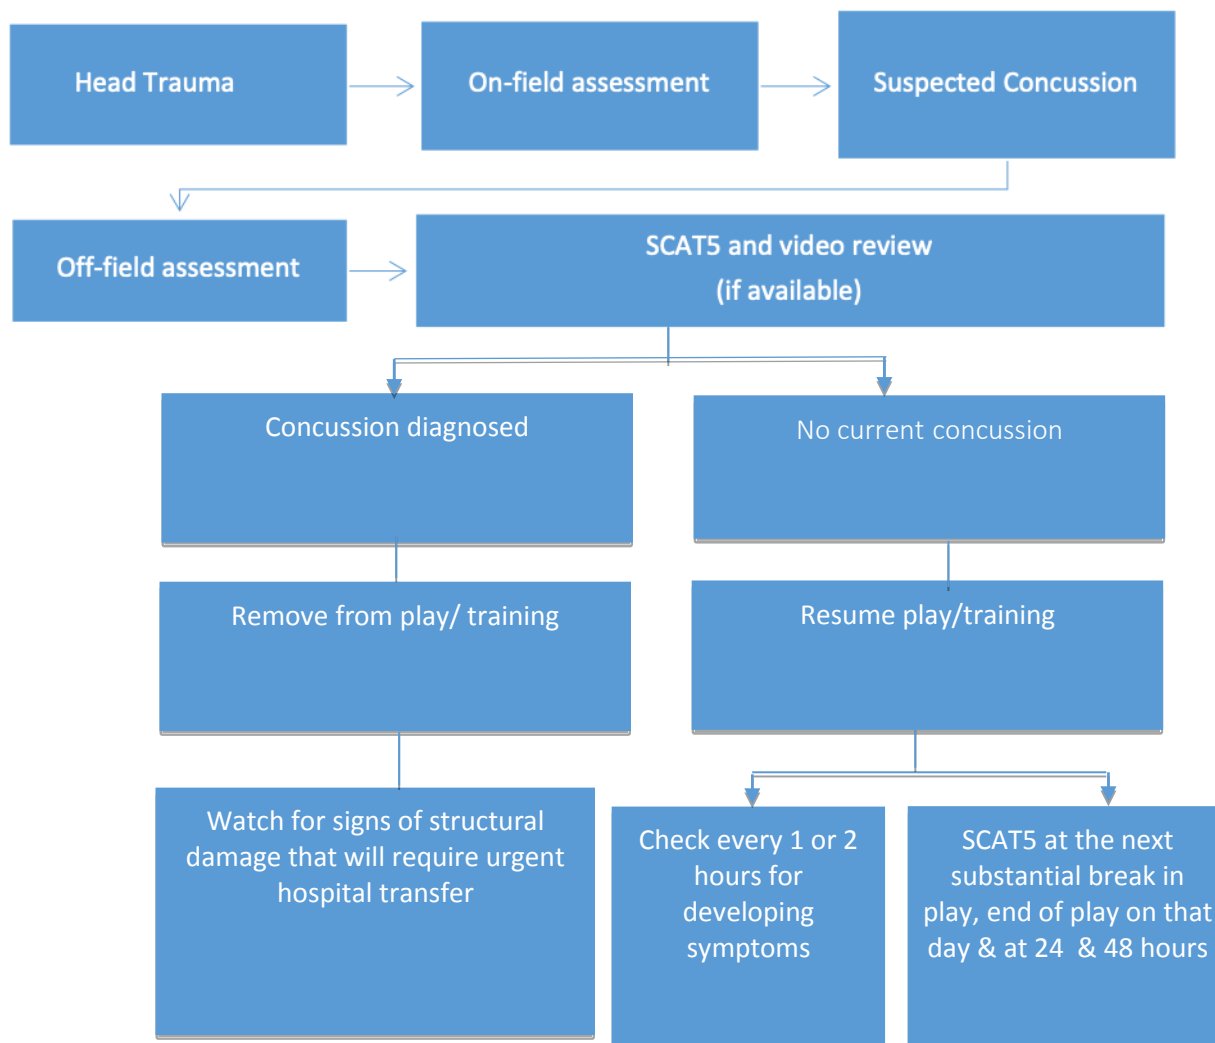 Head Trauma
On-field assessment
Suspected Concussion
Off-field assessment
SCAT5 and video review
(if available)
Concussion diagnosed
No current concussion
Remove from play/ training
Resume play/training
Watch for signs of structural
damage that will require urgent
hospital transfer
Check every 1 or 2
hours for
developing
symptoms
SCAT5 at the next
substantial break in
play, end of play on that
day & at 24 & 48 hours